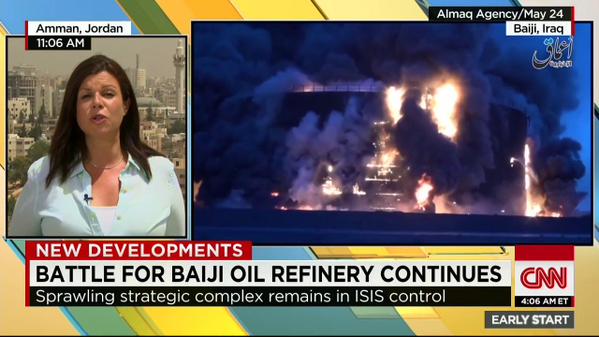 Amman, Jordan
11:06 AM
Almaq Agency/May 24
Baiji, Iraq
أعماق
الإخبارية
NEW DEVELOPMENTS
BATTLE FOR BAIJI OIL REFINERY CONTINUES
Sprawling strategic complex remains in ISIS control
CNN
4:06 AM ET
EARLY START